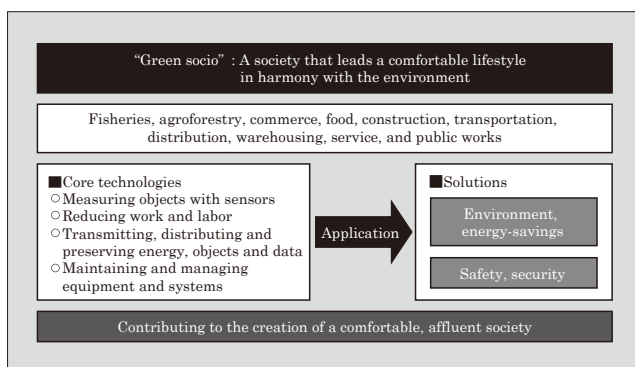 “Green socio” : A society that leads a comfortable lifestyle
in harmony with the environment
Fisheries, agroforestry, commerce, food, construction, transportation,
distribution, warehousing, service, and public works
■Core technologies
○Measuring objects with sensors
○Reducing work and labor
○Transmitting, distributing and
preserving energy, objects and data
○Maintaining and managing
equipment and systems
Application
■Solutions
Environment,
energy-savings
Safety, security
Contributing to the creation of a comfortable, affluent society